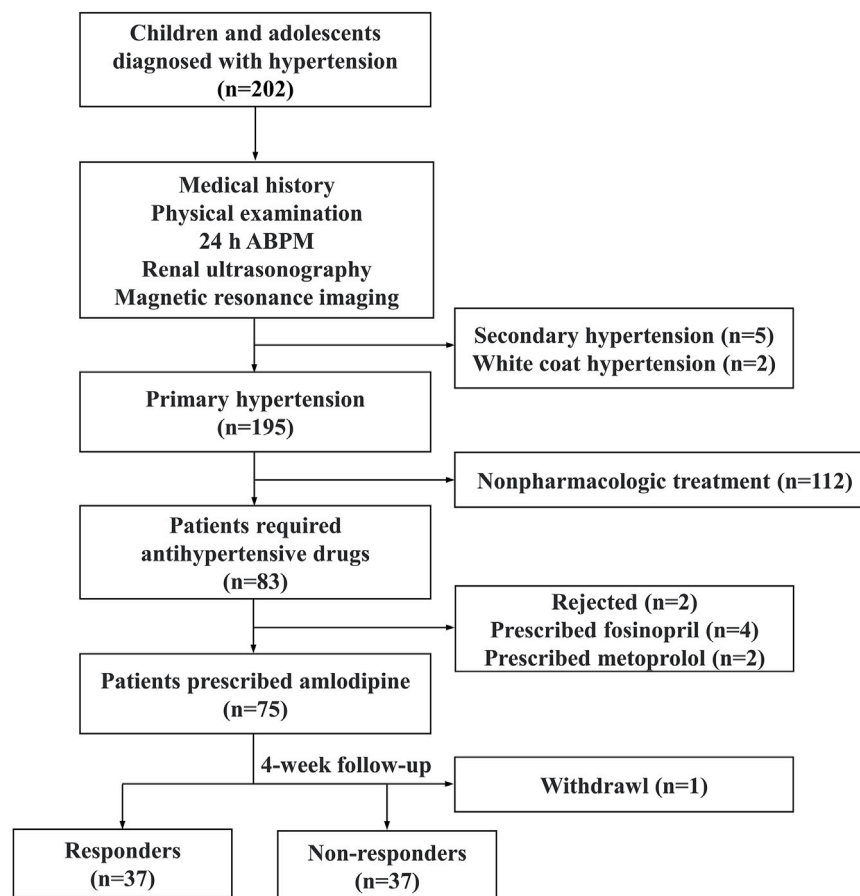 Children and adolescents
diagnosed with hypertension
(n=202)
Medical history
Physical examination
24 h ABPM
Renal ultrasonography
Magnetic resonance imaging
Secondary hypertension (n=5)
White coat hypertension (n=2)
Primary hypertension
(n=195)
Nonpharmacologic treatment (n=112)
Patients required
antihypertensive drugs
(n=83)
Rejected (n=2)
Prescribed fosinopril (n=4)
Prescribed metoprolol (n=2)
Patients prescribed amlodipine
(n=75)
4-week follow-up
Withdrawl (n=1)
Responders
(n=37)
Non-responders
(n=37)